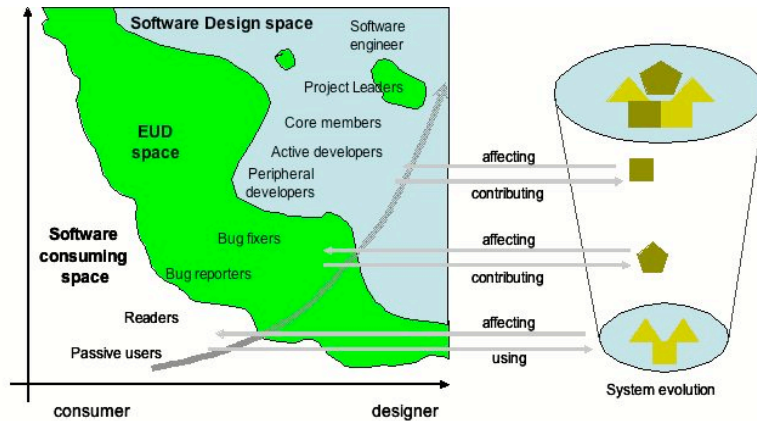 Software Design space
Software
engineer
Project Leaders
EUD
space
Core members
Active developers
Peripheral
developers
affecting
contributing
Software
consuming
space
Bug fixers
Bug reporters
affecting
contributing
Readers
Passive users
affecting
using
System evolution
consumer
designer